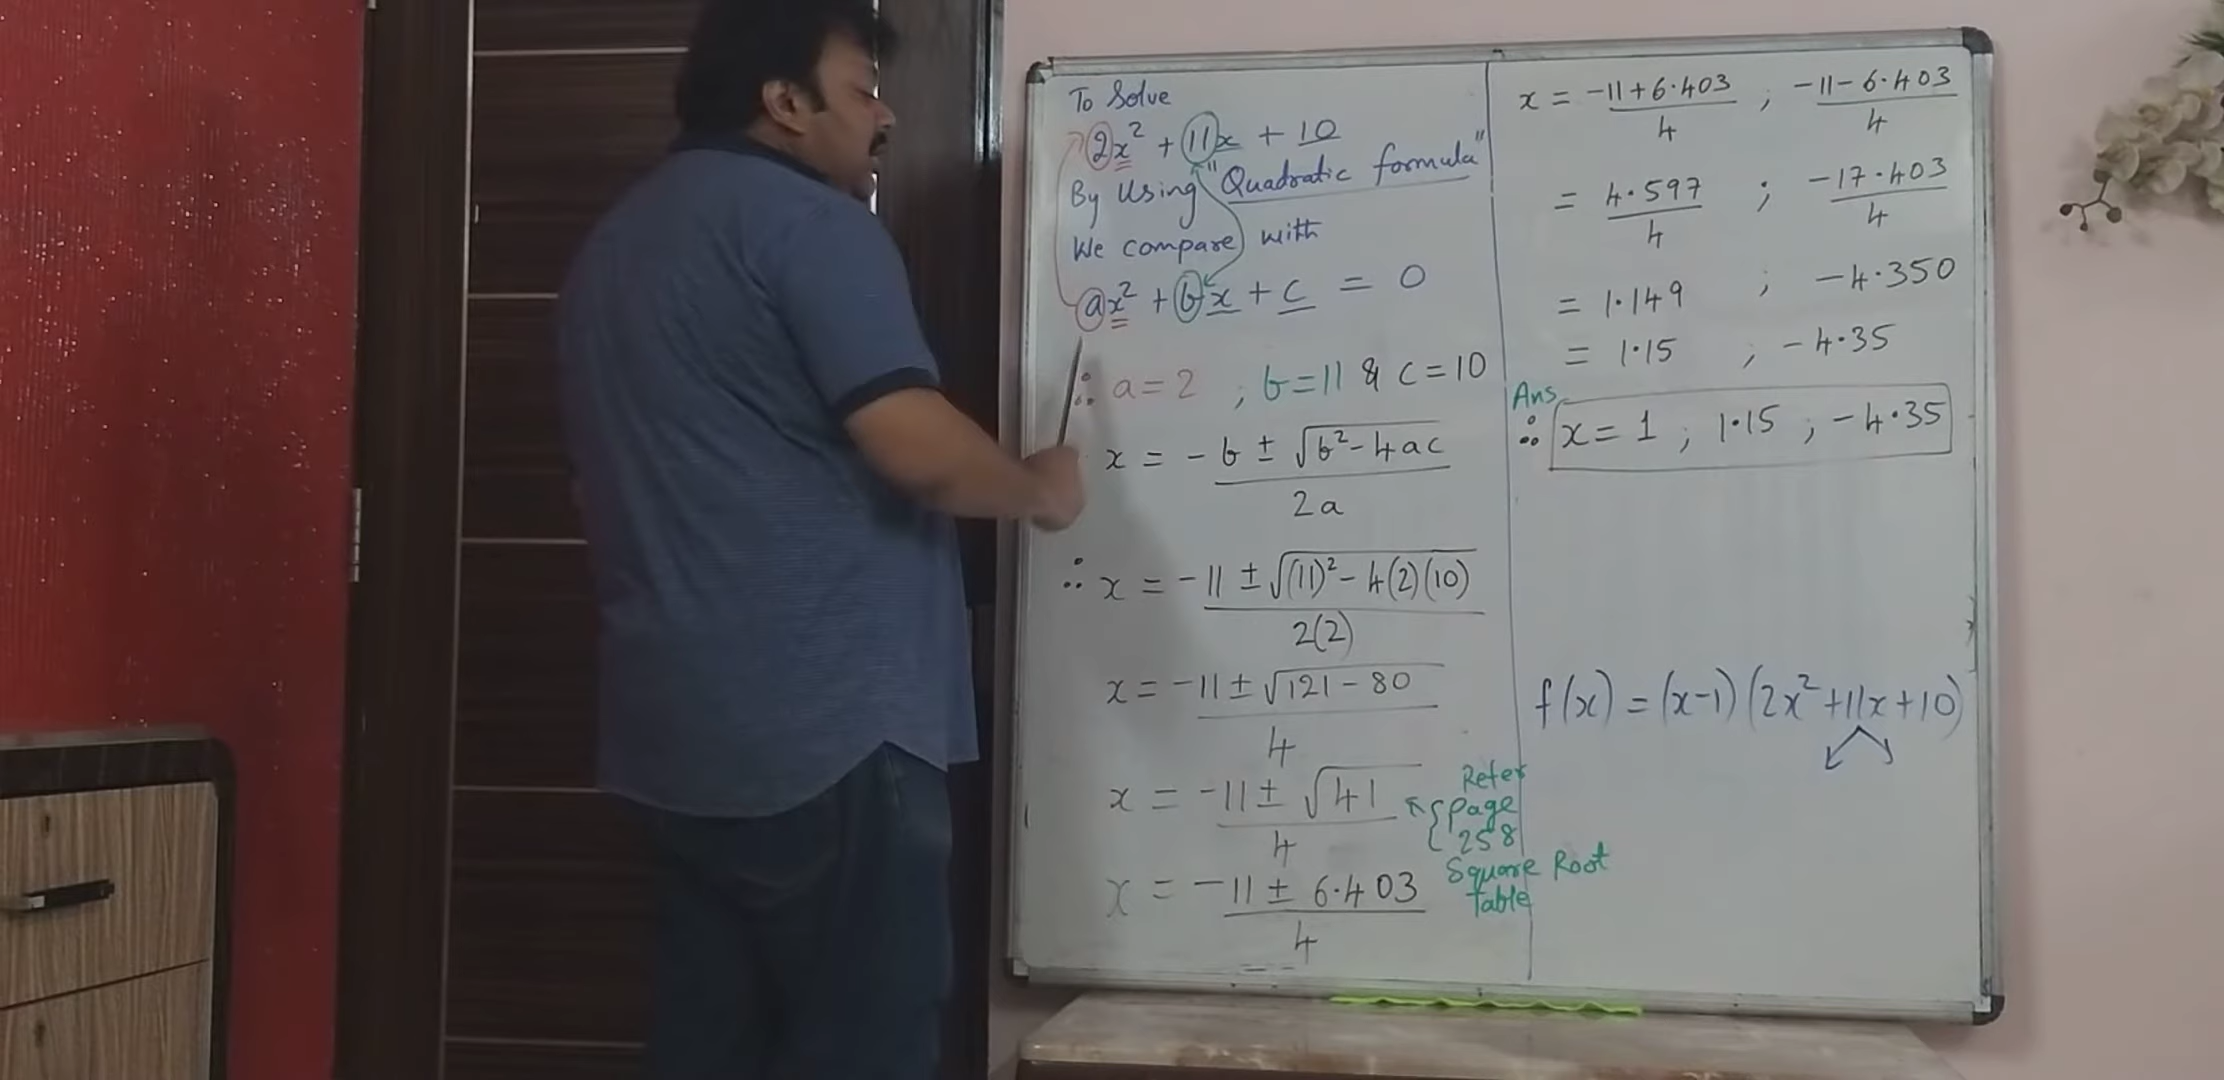 To Solve
2x² + 11x + 10
By Using "Quadratic formula"
We compare with
ax² + bx + c = 0
∴ a = 2 , b = 11 & c = 10
x = -b ± √b² - 4ac
2a
∴ x = -11 ± √(11)² - 4(2)(10)
2(2)
x = -11 ± √121 - 80
4
x = -11 ± √41
4
Refer
page
258
Square Root
table
x = -11 ± 6.403
4
x = -11 + 6.403 ; -11 - 6.403
4 4
= 4.597 ; -17.403
4 4
= 1.149 ; -4.350
= 1.15 , -4.35
Ans
∴ x = 1 ; 1.15 ; -4.35
f(x) = (x-1)(2x² + 11x + 10)